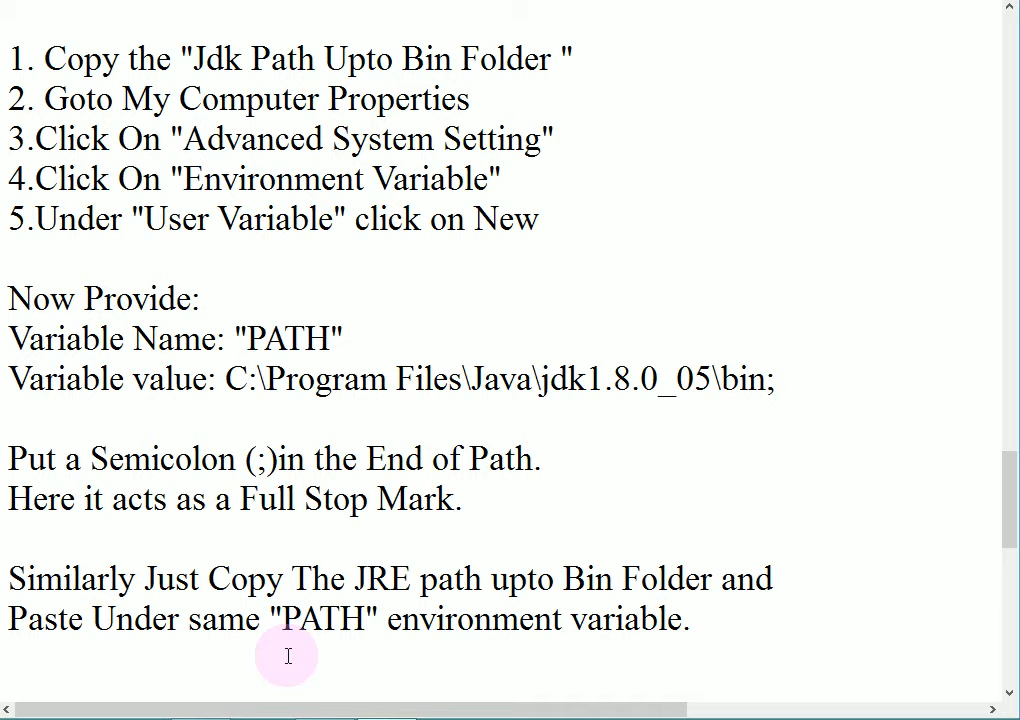 1. Copy the "Jdk Path Upto Bin Folder "
2. Goto My Computer Properties
3.Click On "Advanced System Setting"
4.Click On "Environment Variable"
5.Under "User Variable" click on New
Now Provide:
Variable Name: "PATH"
Variable value: C:\Program Files\Java\jdk1.8.0_05\bin;
Put a Semicolon (;)in the End of Path.
Here it acts as a Full Stop Mark.
Similarly Just Copy The JRE path upto Bin Folder and
Paste Under same "PATH" environment variable.